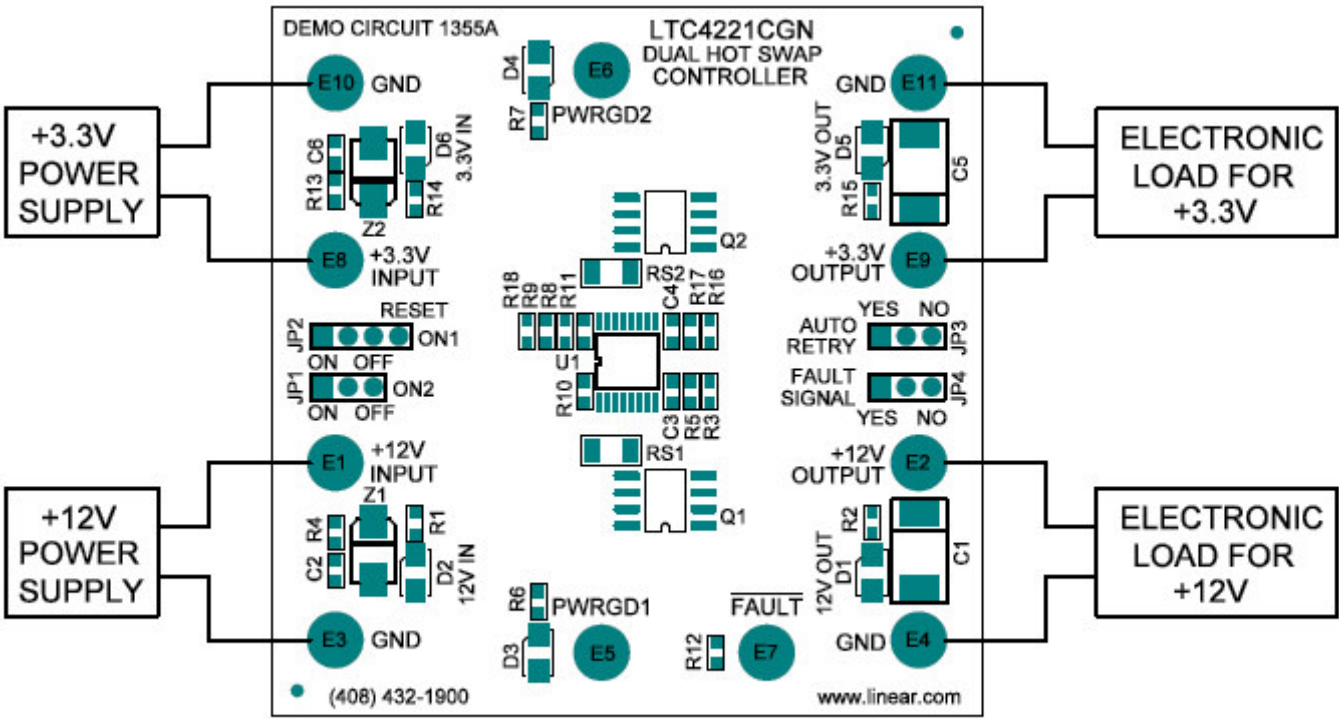 DEMO CIRCUIT 1355A
LTC4221CGN
DUAL HOT SWAP
CONTROLLER
E10
GND
D4
E6
R7
PWRGD2
GND
E11
+3.3V
POWER
SUPPLY
C6
R13
Z2
D6
3.3V IN
R14
3.3V OUT
D5
R15
C5
ELECTRONIC
LOAD FOR
+3.3V
E8
+3.3V
INPUT
Q2
RS2
+3.3V
OUTPUT
E9
RESET
JP2
ON1
ON OFF
JP1
ON2
ON OFF
R18
R9
R8
R11
C4
R17
R16
U1
R10
C3
R5
R3
YES NO
AUTO
RETRY
JP3
FAULT
SIGNAL
JP4
YES NO
E1
+12V
INPUT
RS1
Q1
+12V
OUTPUT
E2
+12V
POWER
SUPPLY
Z1
R4
C2
R1
D2
12V IN
R2
12V OUT
D1
C1
ELECTRONIC
LOAD FOR
+12V
E3
GND
R6
PWRGD1
D3
E5
FAULT
R12
E7
GND
E4
(408) 432-1900
www.linear.com